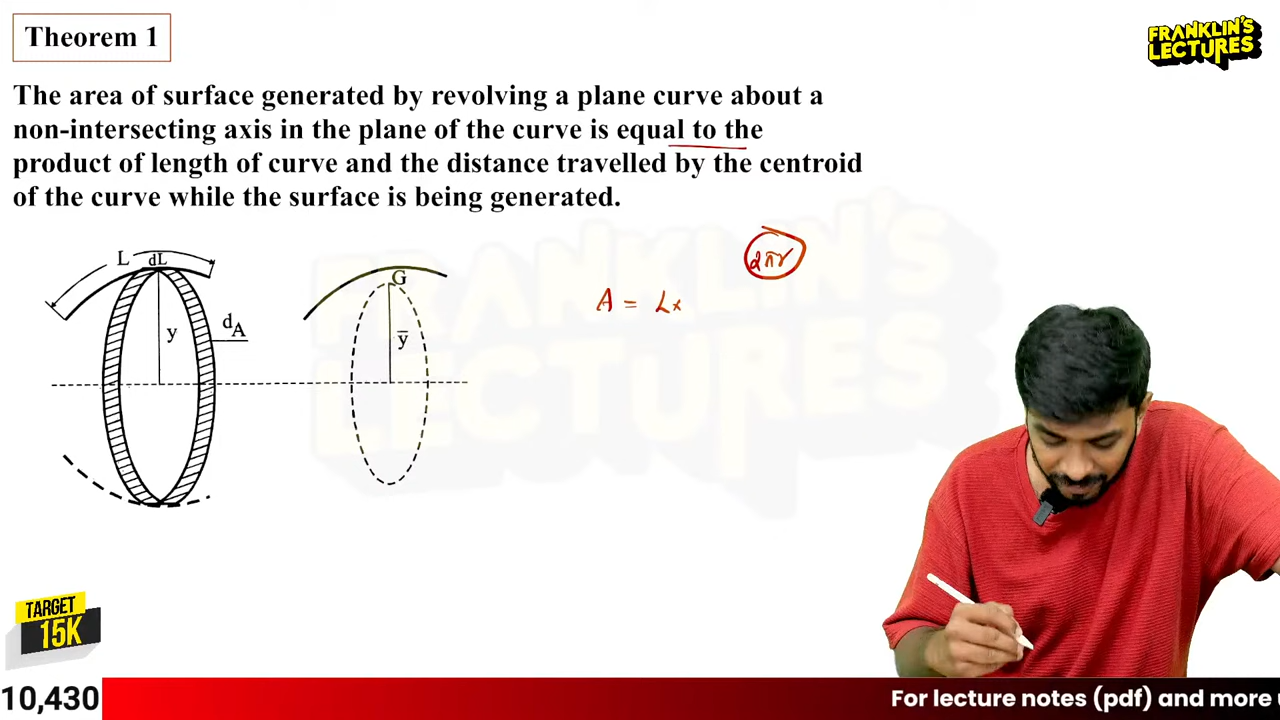 Theorem 1
FRANKLIN'S
LECTURES
The area of surface generated by revolving a plane curve about a
non-intersecting axis in the plane of the curve is equal to the
product of length of curve and the distance travelled by the centroid
of the curve while the surface is being generated.
L
dL
y
dA
G
ȳ
2πr
A = L×
FRANKLIN'S
LECTURES
TARGET
15K
10,430
For lecture notes (pdf) and more